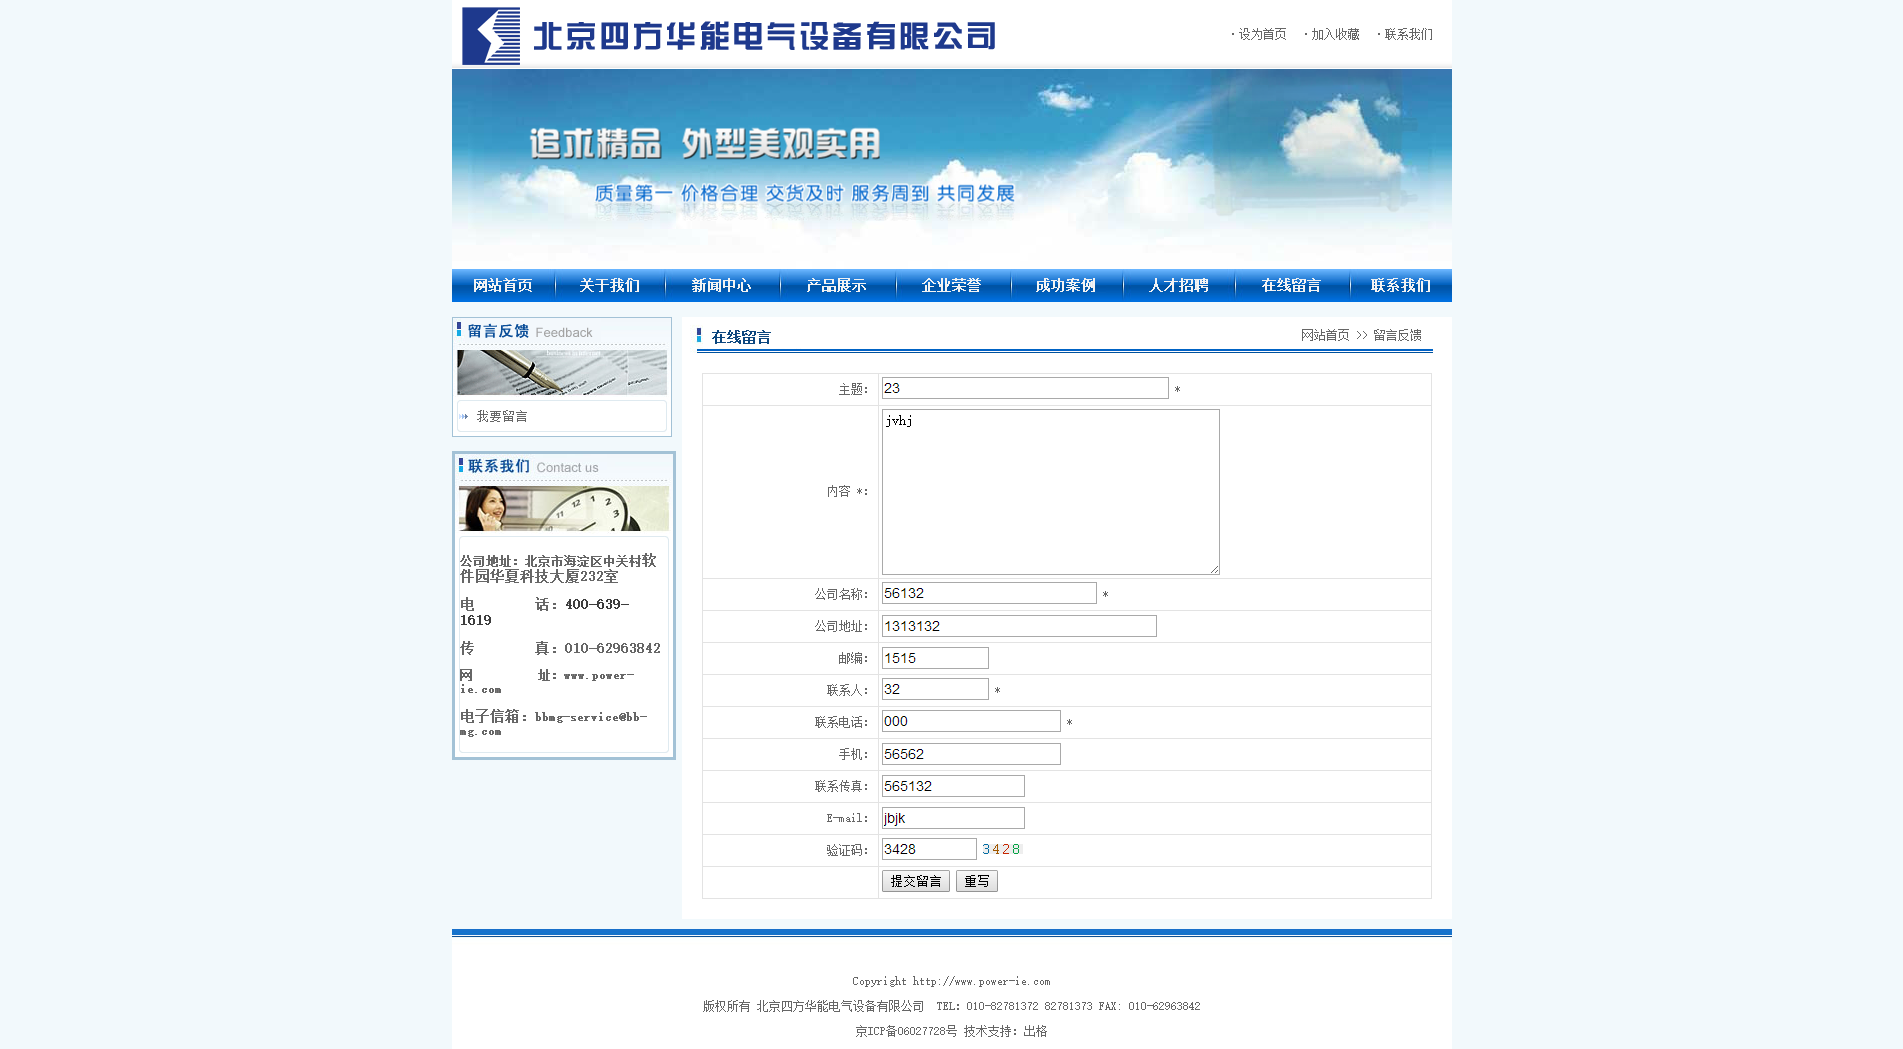 北京四方华能电气设备有限公司
· 设为首页 · 加入收藏 · 联系我们
追求精品 外型美观实用
质量第一 价格合理 交货及时 服务周到 共同发展
网站首页 关于我们 新闻中心 产品展示 企业荣誉 成功案例 人才招聘 在线留言 联系我们
留言反馈 Feedback
我要留言
联系我们 Contact us
公司地址：北京市海淀区中关村软
件园华夏科技大厦232室
电 话：400-639-
1619
传 真：010-62963842
网 址：www.power-
ie.com
电子信箱：bbmg-service@bb-
mg.com
在线留言
网站首页 >> 留言反馈
主题： 23 *
内容 *： jvhj
公司名称： 56132 *
公司地址： 1313132
邮编： 1515
联系人： 32 *
联系电话： 000 *
手机： 56562
联系传真： 565132
E-mail： jbjk
验证码： 3428 3428
提交留言 重写
Copyright http://www.power-ie.com
版权所有 北京四方华能电气设备有限公司 TEL: 010-82781372 82781373 FAX: 010-62963842
京ICP备06027728号 技术支持：出格